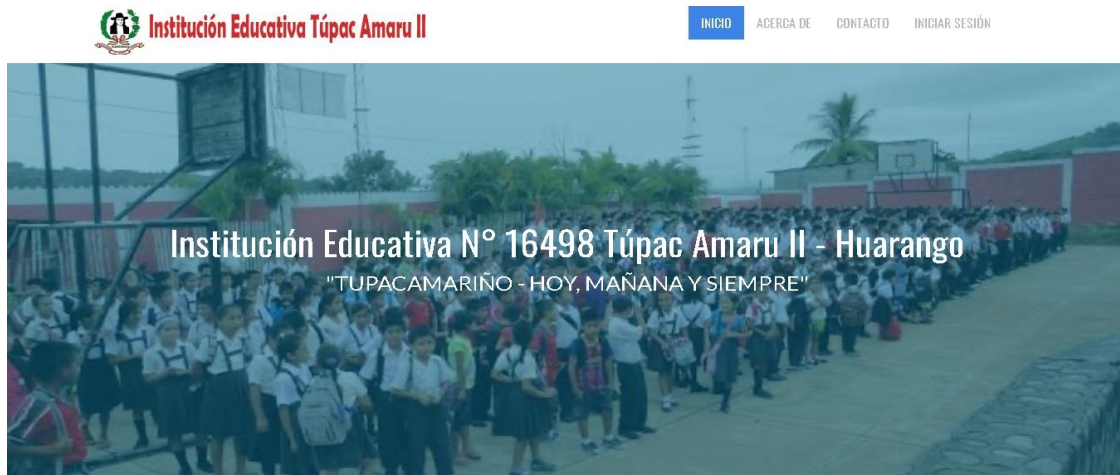 Institución Educativa Túpac Amaru II
INICIO ACERCA DE CONTACTO INICIAR SESIÓN
Institución Educativa N° 16498 Túpac Amaru II - Huarango
"TUPACAMARIÑO - HOY, MAÑANA Y SIEMPRE"